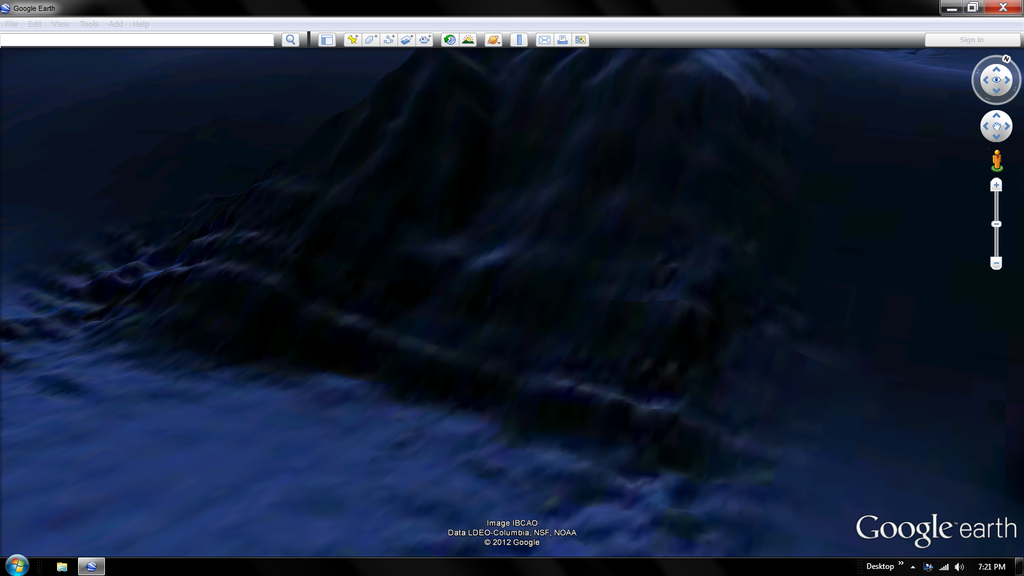 Google Earth
File Edit View Tools Add Help
Sign in
N
Image IBCAO
Data LDEO-Columbia, NSF, NOAA
© 2012 Google
Google earth
Desktop »
7:21 PM